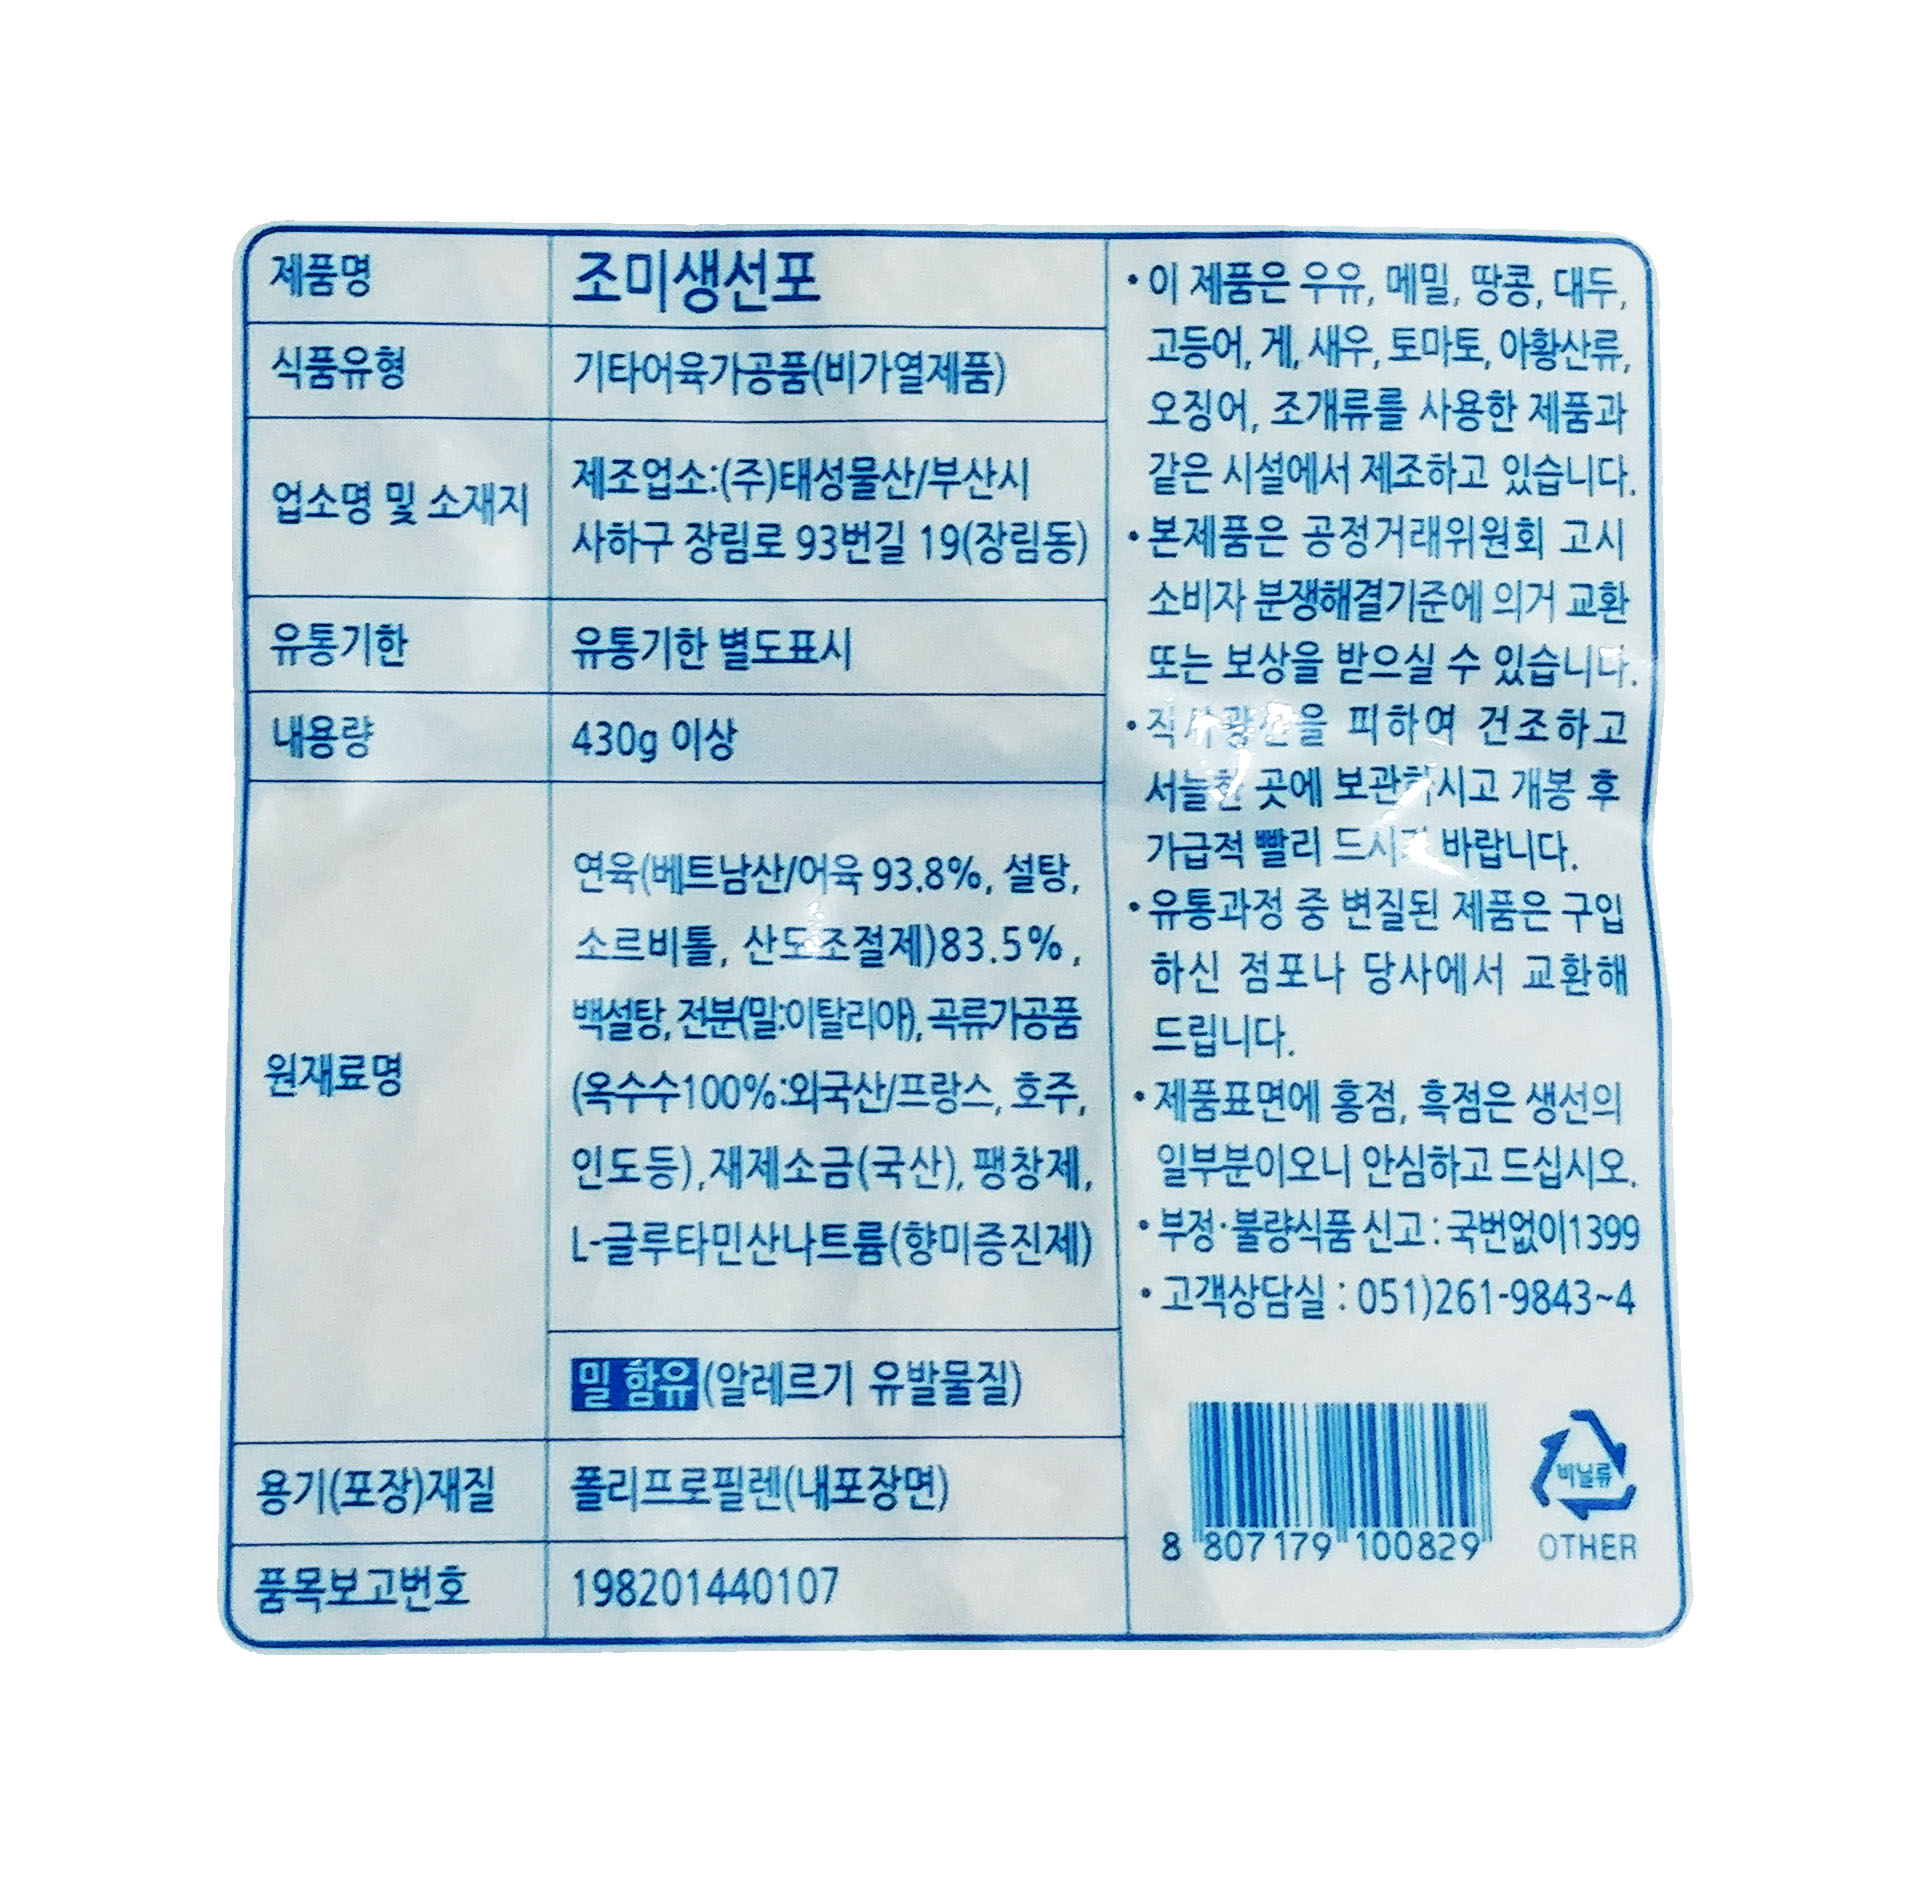 제품명
조미생선포
식품유형
기타어육가공품(비가열제품)
업소명 및 소재지
제조업소:(주)태성물산/부산시
사하구 장림로 93번길 19(장림동)
유통기한
유통기한 별도표시
내용량
430g 이상
원재료명
연육(베트남산/어육 93.8%, 설탕,
소르비톨, 산도조절제)83.5%,
백설탕, 전분(밀:이탈리아), 곡류가공품
(옥수수100%:외국산/프랑스, 호주,
인도등),재제소금(국산), 팽창제,
L-글루타민산나트륨(향미증진제)
밀 함유(알레르기 유발물질)
용기(포장)재질
폴리프로필렌(내포장면)
품목보고번호
198201440107
• 이 제품은 우유, 메밀, 땅콩, 대두,
고등어, 게, 새우, 토마토, 아황산류,
오징어, 조개류를 사용한 제품과
같은 시설에서 제조하고 있습니다.
• 본제품은 공정거래위원회 고시
소비자 분쟁해결기준에 의거 교환
또는 보상을 받으실 수 있습니다.
• 직사광선을 피하여 건조하고
서늘한 곳에 보관하시고 개봉 후
가급적 빨리 드시기 바랍니다.
• 유통과정 중 변질된 제품은 구입
하신 점포나 당사에서 교환해
드립니다.
• 제품표면에 홍점, 흑점은 생선의
일부분이오니 안심하고 드십시오.
• 부정·불량식품 신고 : 국번없이1399
• 고객상담실 : 051)261-9843~4
비닐류
8 807179 100829
OTHER